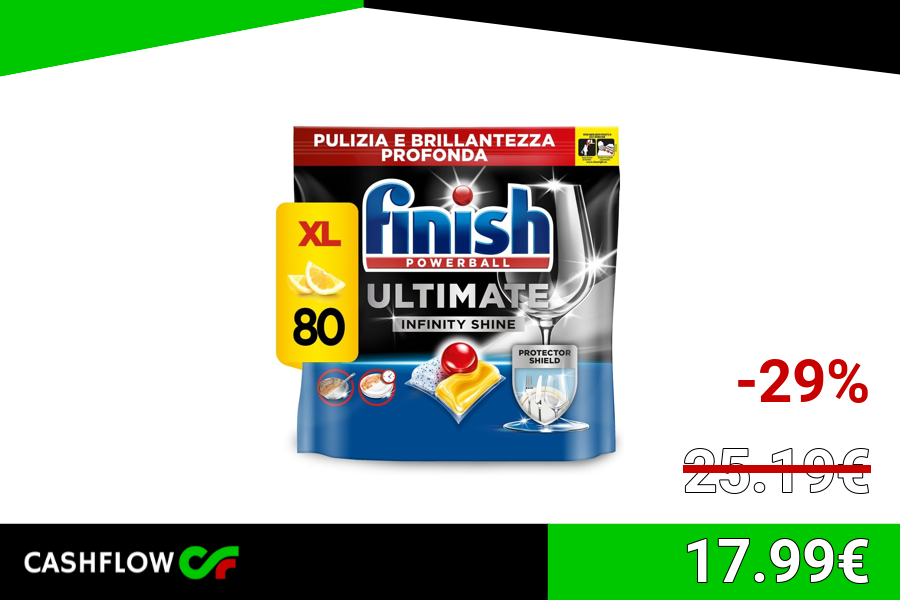 PULIZIA E BRILLANTEZZA
PROFONDA
XL
80
finish
POWERBALL
ULTIMATE
INFINITY SHINE
PROTECTOR
SHIELD
-29%
25.19€
17.99€
CASHFLOW